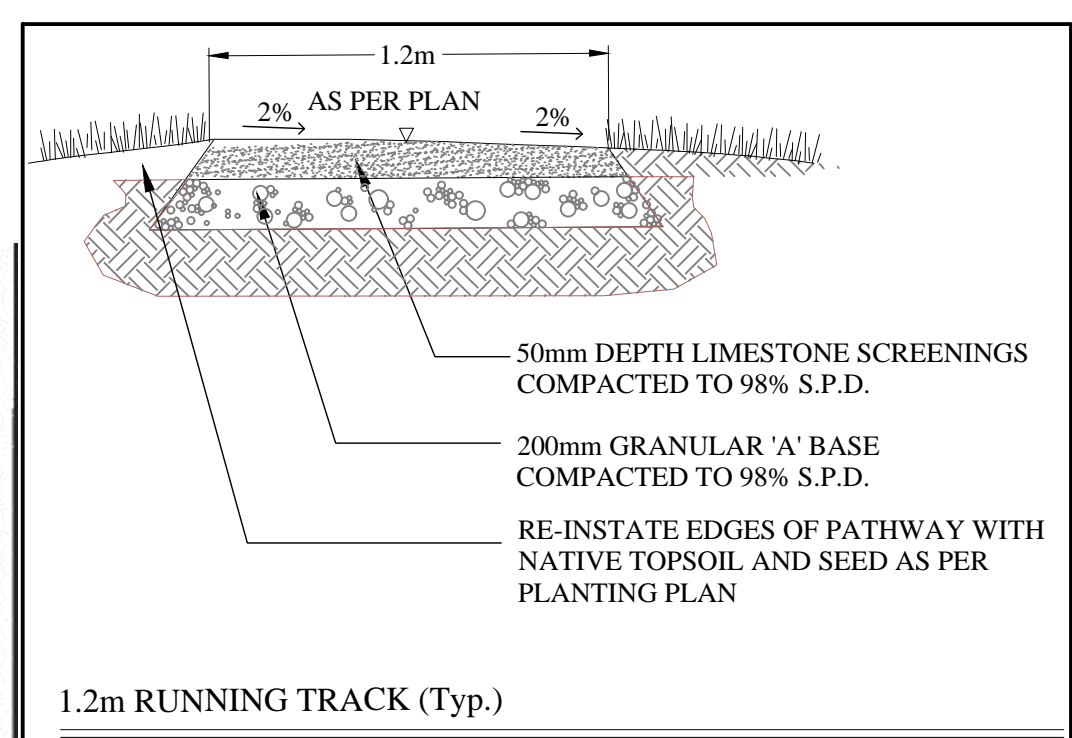 1.2m
AS PER PLAN
2%
2%
50mm DEPTH LIMESTONE SCREENINGS
COMPACTED TO 98% S.P.D.
200mm GRANULAR 'A' BASE
COMPACTED TO 98% S.P.D.
RE-INSTATE EDGES OF PATHWAY WITH
NATIVE TOPSOIL AND SEED AS PER
PLANTING PLAN
1.2m RUNNING TRACK (Typ.)